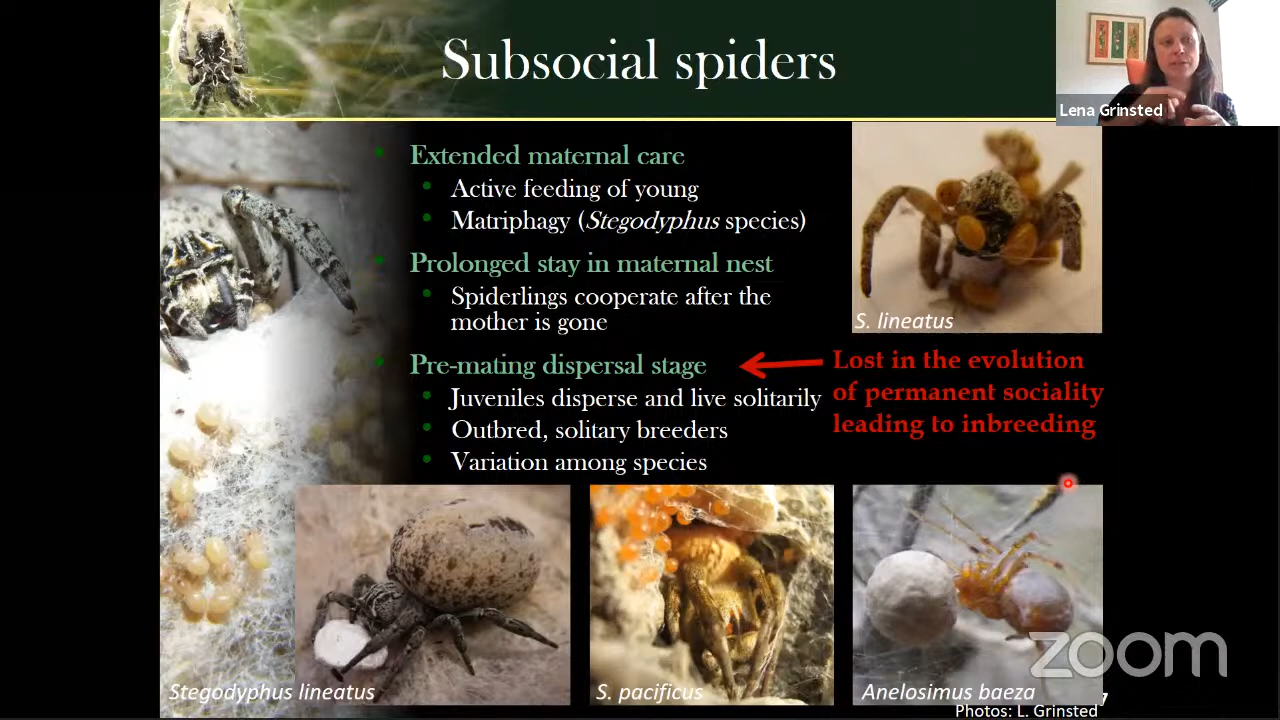 Subsocial spiders
Lena Grinsted
Extended maternal care
Active feeding of young
Matriphagy (Stegodyphus species)
Prolonged stay in maternal nest
Spiderlings cooperate after the
mother is gone
S. lineatus
Pre-mating dispersal stage
Lost in the evolution
of permanent sociality
leading to inbreeding
Juveniles disperse and live solitarily
Outbred, solitary breeders
Variation among species
Stegodyphus lineatus
S. pacificus
Anelosimus baeza
zoom
Photos: L. Grinsted